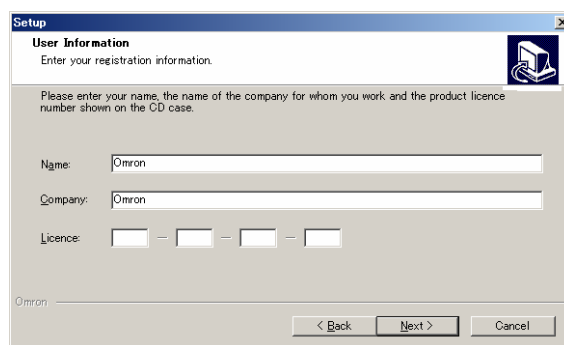 Setup
User Information
Enter your registration information.
Please enter your name, the name of the company for whom you work and the product licence
number shown on the CD case.
Name: Omron
Company: Omron
Licence: — — —
Omron
< Back Next > Cancel